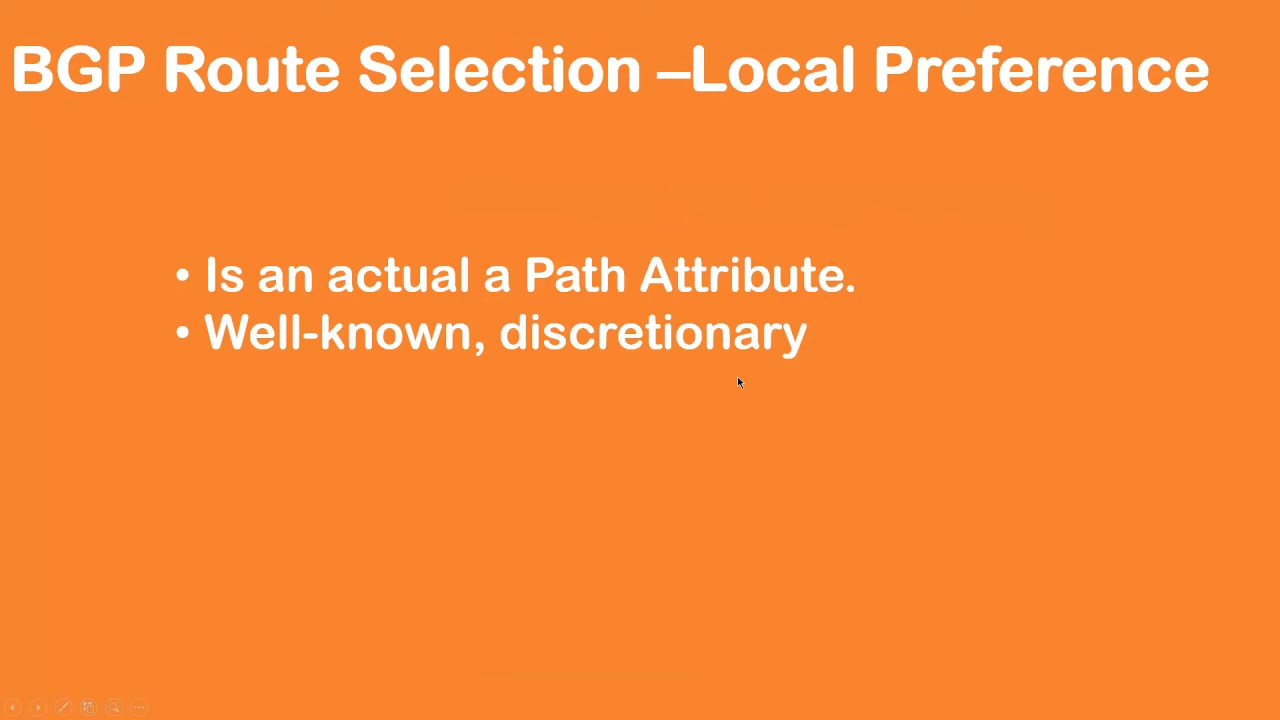 BGP Route Selection –Local Preference
• Is an actual a Path Attribute.
• Well-known, discretionary